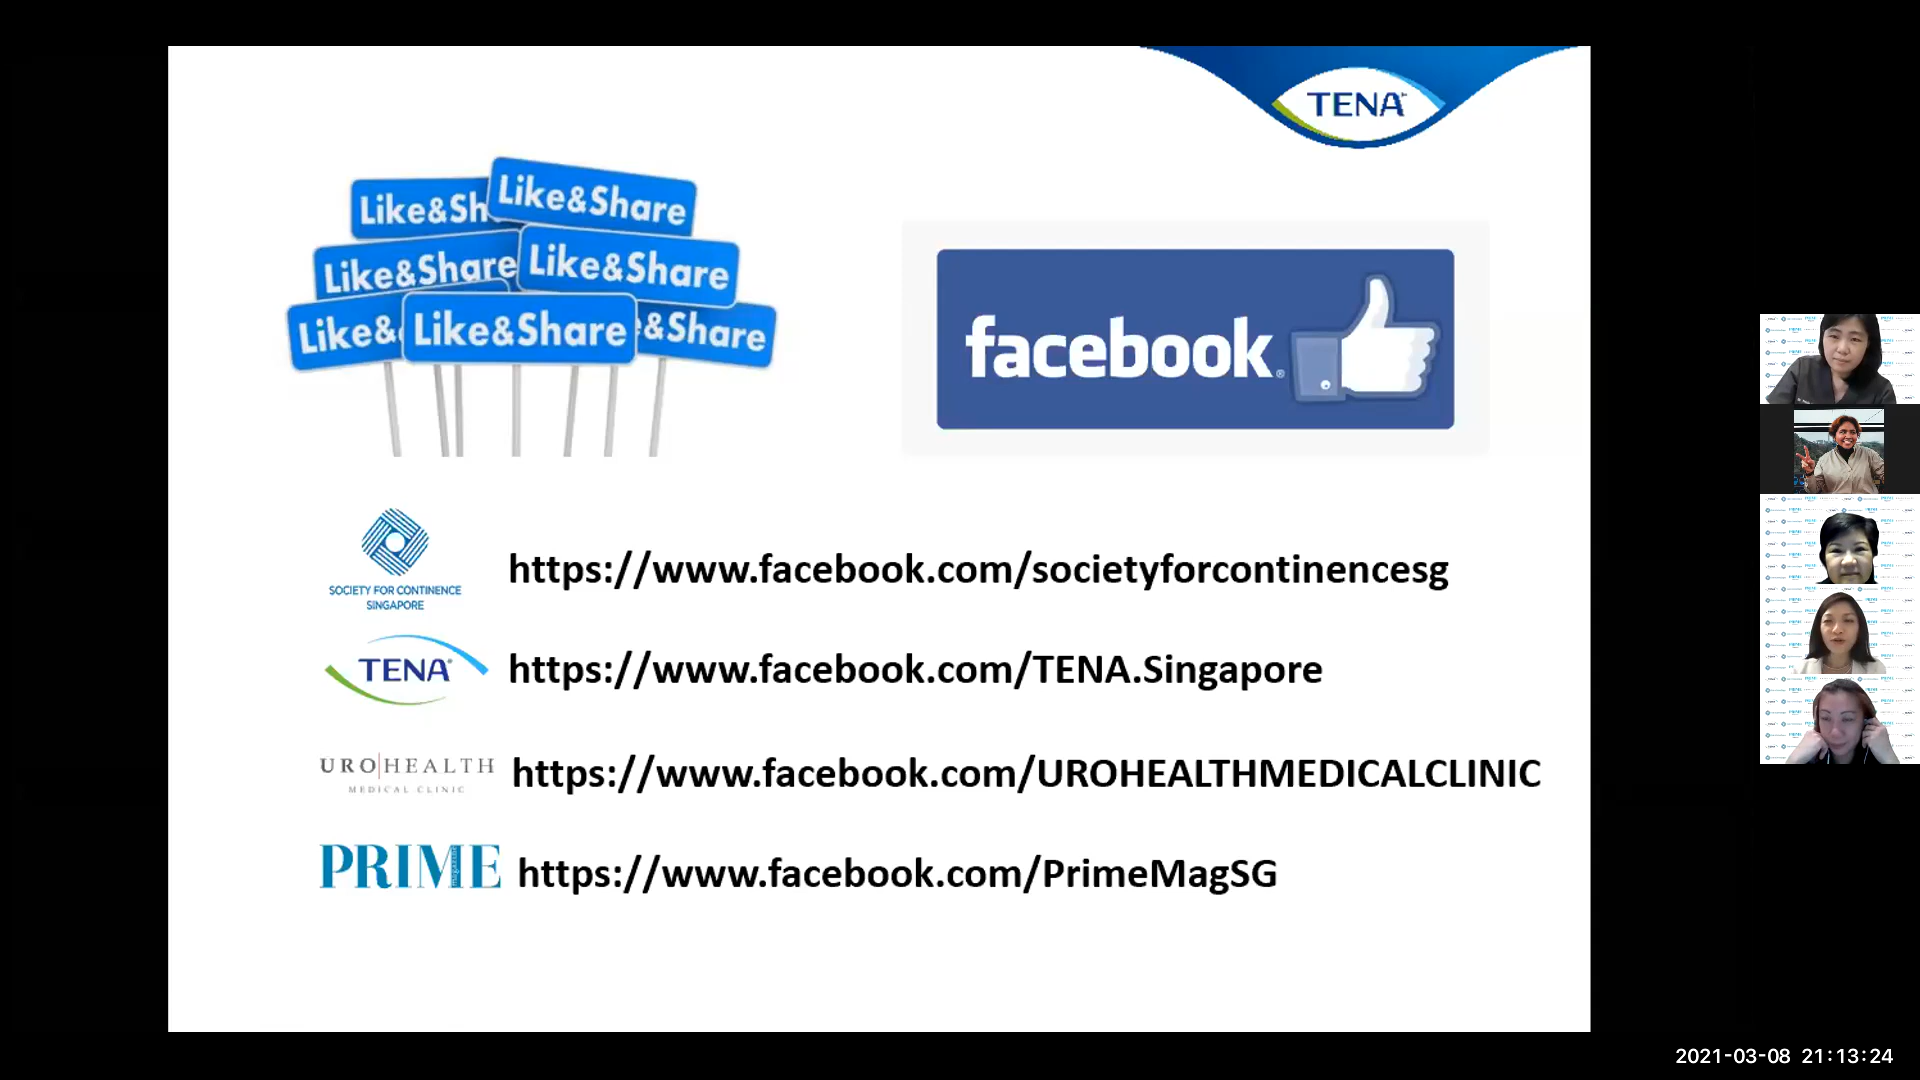 TENA
Like&Sh
Like&Share
Like&Share
Like&Share
Like&
Like&Share
&Share
facebook®
SOCIETY FOR CONTINENCE
SINGAPORE
https://www.facebook.com/societyforcontinencesg
TENA®
https://www.facebook.com/TENA.Singapore
UROHEALTH
MEDICAL CLINIC
https://www.facebook.com/UROHEALTHMEDICALCLINIC
PRIME
https://www.facebook.com/PrimeMagSG
2021-03-08 21:13:24